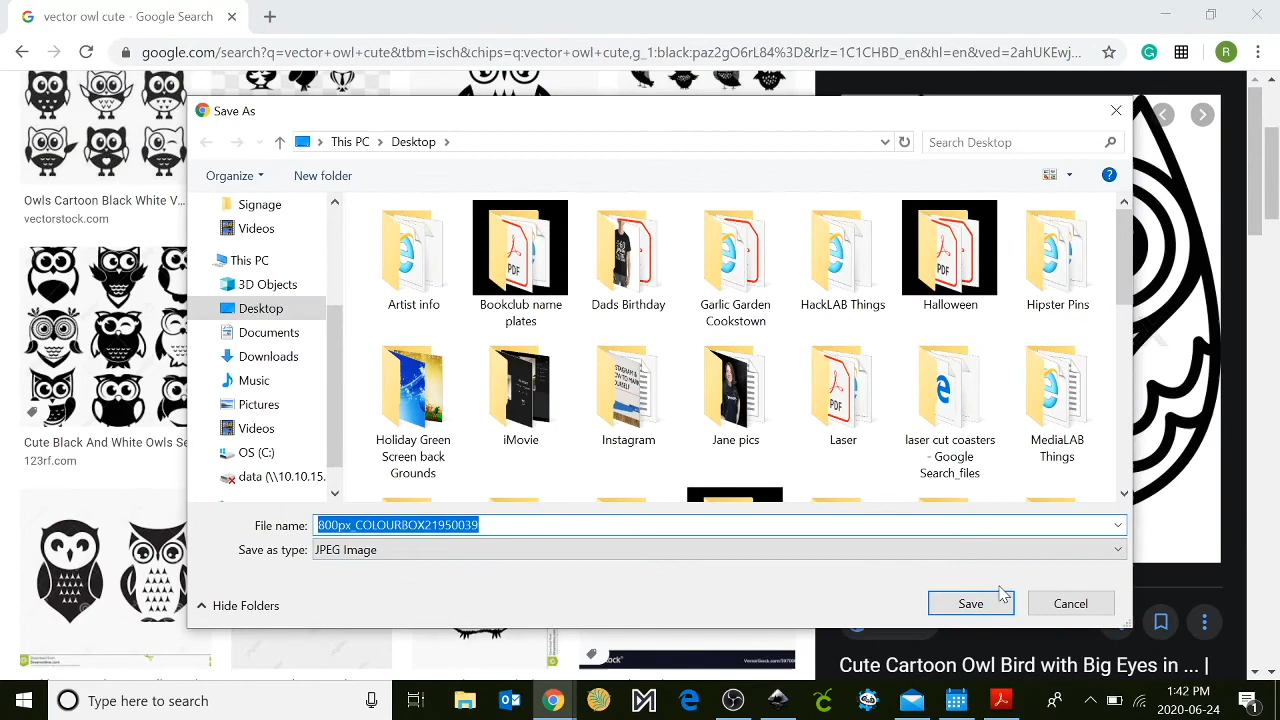 vector owl cute - Google Search
google.com/search?q=vector+owl+cute&tbm=isch&chips=q:vector+owl+cute,g_1:black:paz3gO6rL84%3D&rlz=1C1CHBD_en&hl=en&ved=2ahUKEwj...
R
Save As
This PC > Desktop >
Search Desktop
Organize
New folder
Signage
Videos
This PC
3D Objects
Desktop
Documents
Downloads
Music
Pictures
Videos
OS (C:)
data (\\10.10.15.
Artist info
Bookclub name
plates
Dads Birthday
Garlic Garden
Cookstown
HackLAB Things
Halloween
Hipster Pins
Holiday Green
Screen back
Grounds
iMovie
Instagram
Jane pics
Laser
laser cut coasters
- Google
Search_files
MediaLAB
Things
PDF
PDF
PDF
File name: 800px_COLOURBOX21950039
Save as type: JPEG Image
Hide Folders
Save
Cancel
Owls Cartoon Black White V...
vectorstock.com
Cute Black And White Owls Se
123rf.com
Cute Cartoon Owl Bird with Big Eyes in ... |
Type here to search
1:42 PM
2020-06-24
1